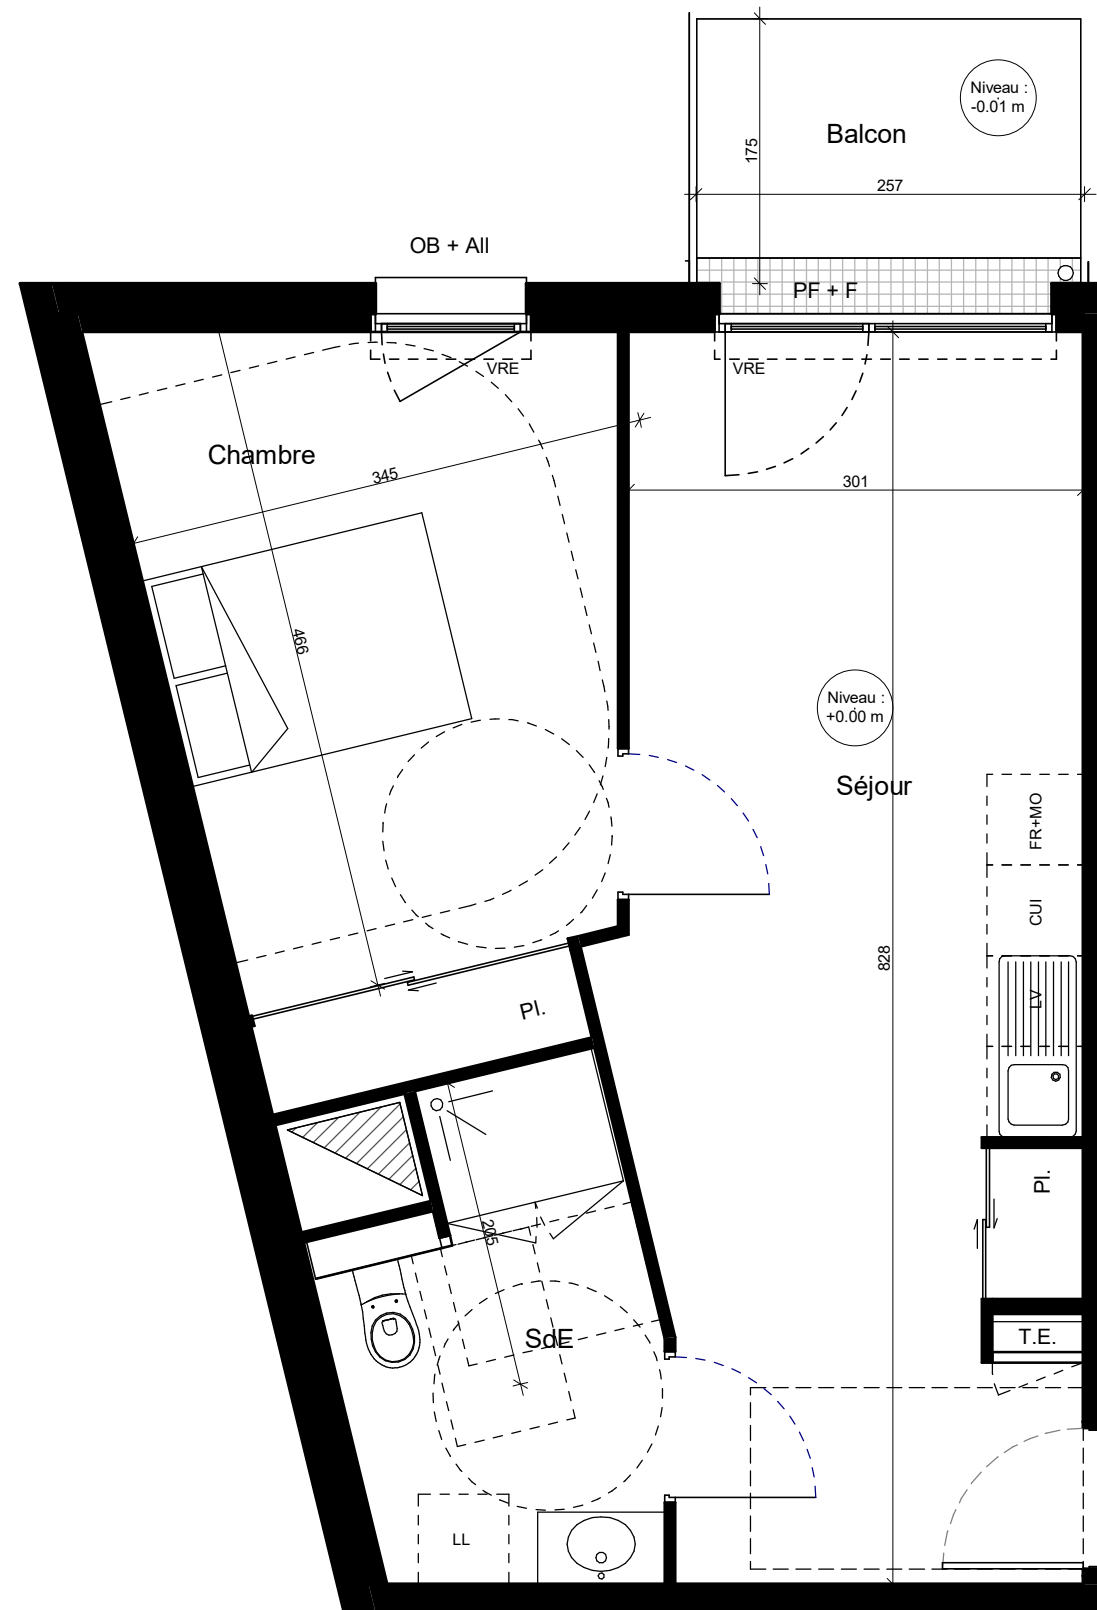 Niveau :
-0.01 m
Balcon
175
257
OB + All
PF + F
VRE
VRE
Chambre
345
301
466
Niveau :
+0.00 m
Séjour
FR+MO
CUI
828
LV
Pl.
Pl.
205
SdE
T.E.
LL